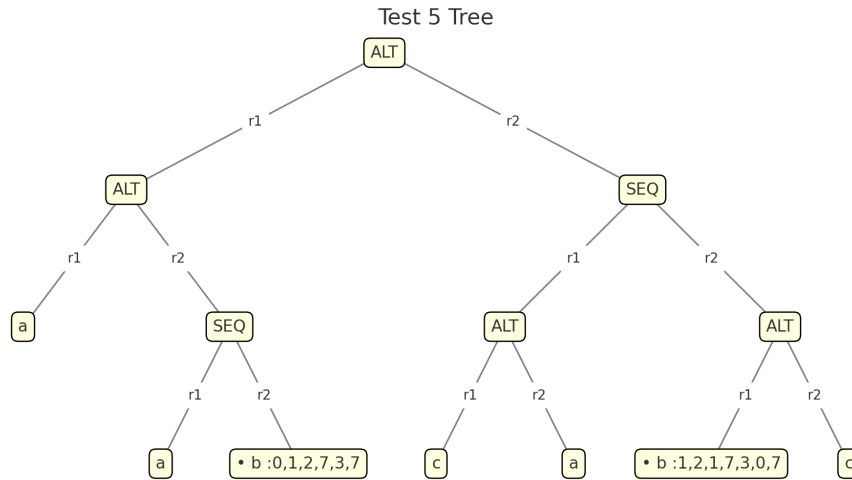 Test 5 Tree
ALT
r1 r2
ALT SEQ
r1 r2 r1 r2
a SEQ ALT ALT
r1 r2 r1 r2 r1 r2
a • b :0,1,2,7,3,7 c a • b :1,2,1,7,3,0,7